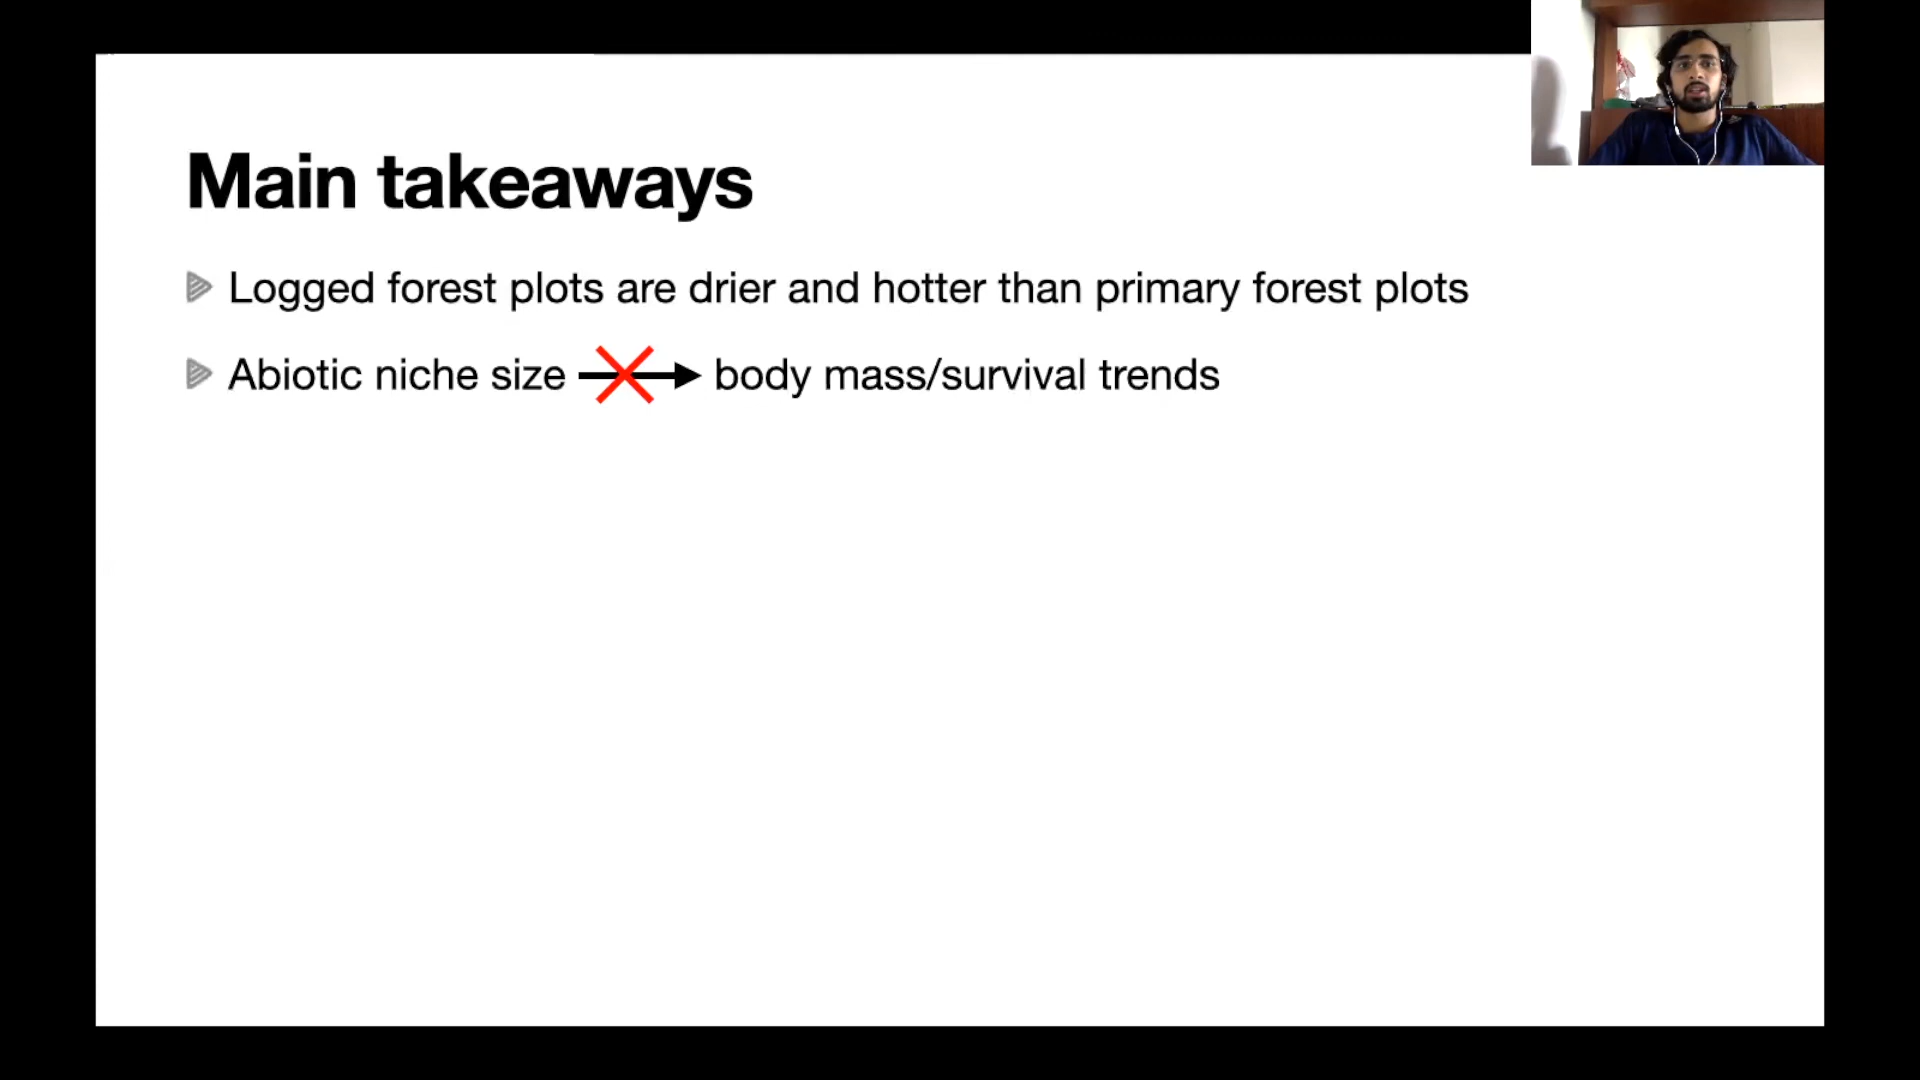 Main takeaways
Logged forest plots are drier and hotter than primary forest plots
Abiotic niche size body mass/survival trends